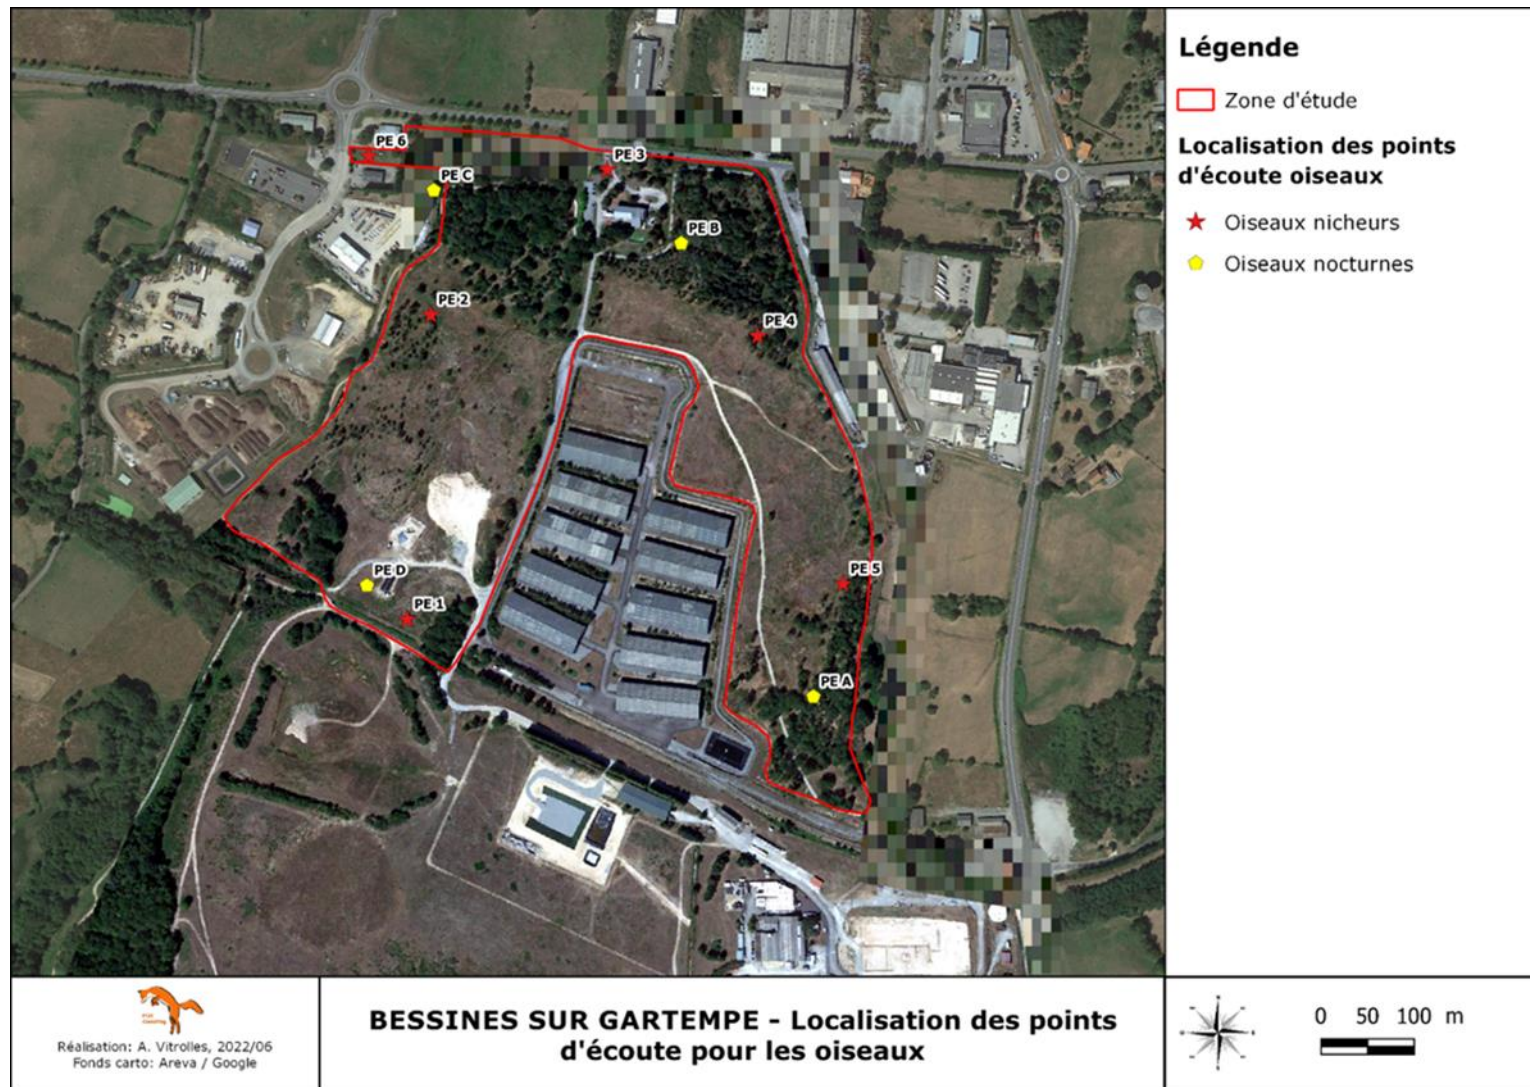 Légende
Zone d'étude
Localisation des points
d'écoute oiseaux
Oiseaux nicheurs
Oiseaux nocturnes
PE 6
PE 3
PE C
PE B
PE 2
PE 4
PE D
PE 5
PE 1
PE A
Réalisation: A. Vitrolles, 2022/06
Fonds carto: Areva / Google
BESSINES SUR GARTEMPE - Localisation des points
d'écoute pour les oiseaux
0 50 100 m